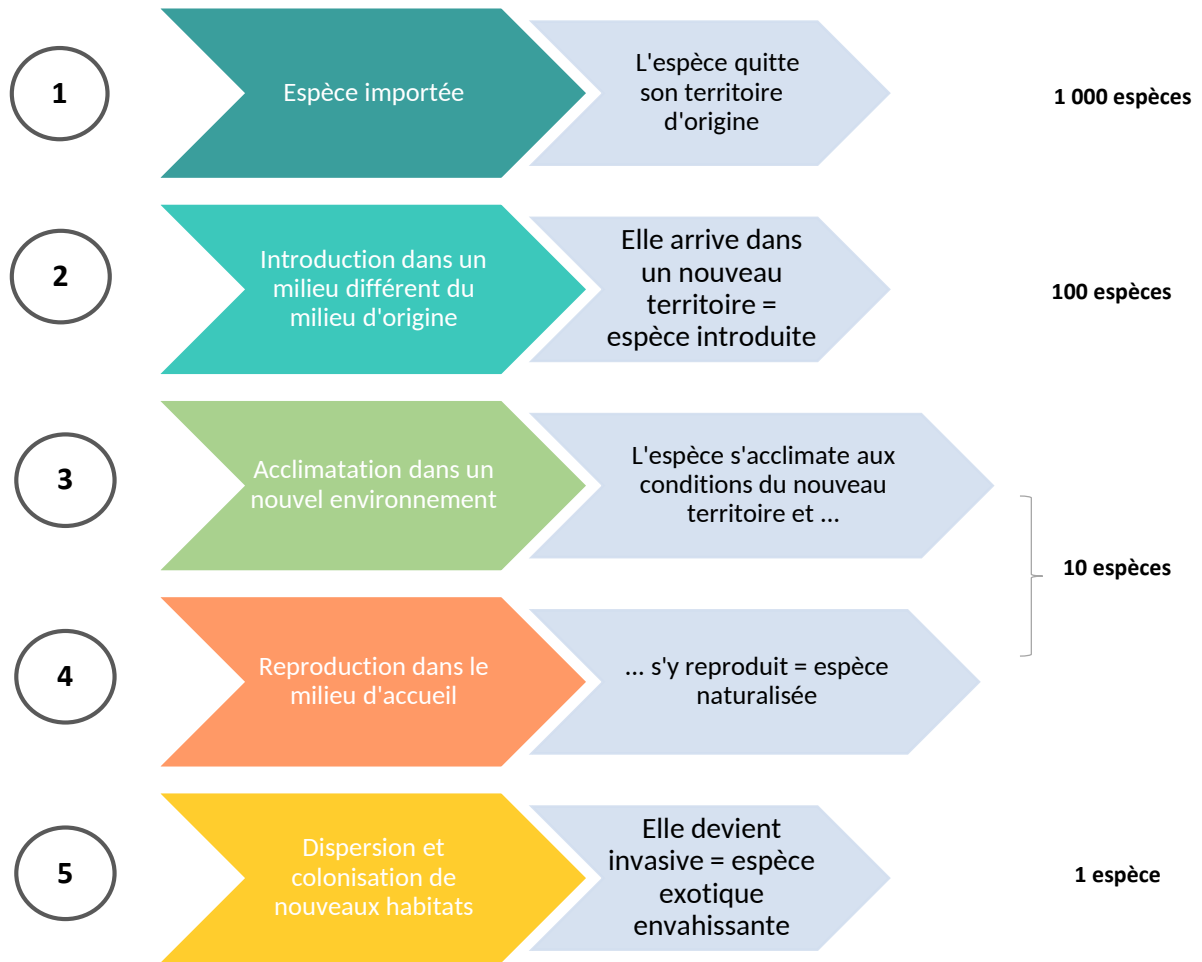 1
Espèce importée
L'espèce quitte
son territoire
d'origine
1 000 espèces
2
Introduction dans un
milieu différent du
milieu d'origine
Elle arrive dans
un nouveau
territoire =
espèce introduite
100 espèces
3
Acclimatation dans un
nouvel environnement
L'espèce s'acclimate aux
conditions du nouveau
territoire et ...
10 espèces
4
Reproduction dans le
milieu d'accueil
... s'y reproduit = espèce
naturalisée
5
Dispersion et
colonisation de
nouveaux habitats
Elle devient
invasive = espèce
exotique
envahissante
1 espèce